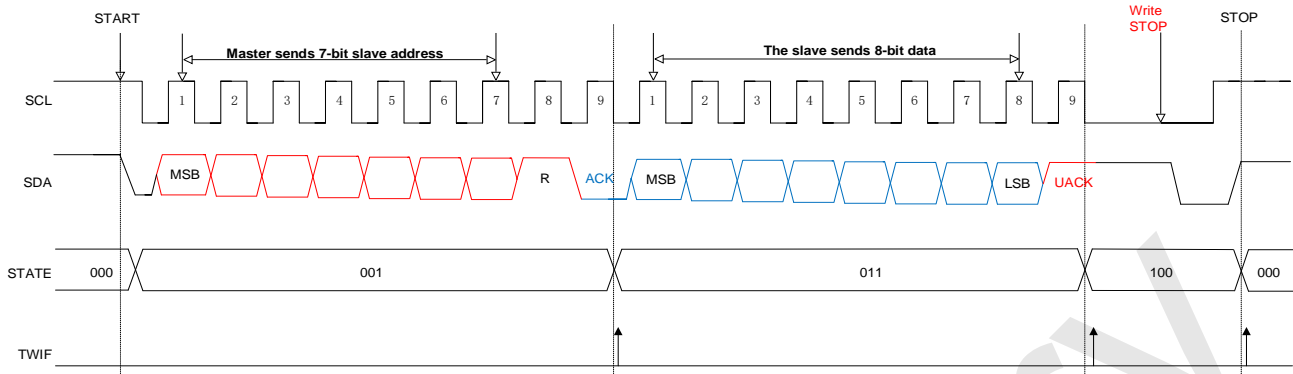 START
Write
STOP
STOP
Master sends 7-bit slave address
The slave sends 8-bit data
SCL
1 2 3 4 5 6 7 8 9 1 2 3 4 5 6 7 8 9
SDA
MSB R ACK MSB LSB UACK
STATE
000 001 011 100 000
TWIF